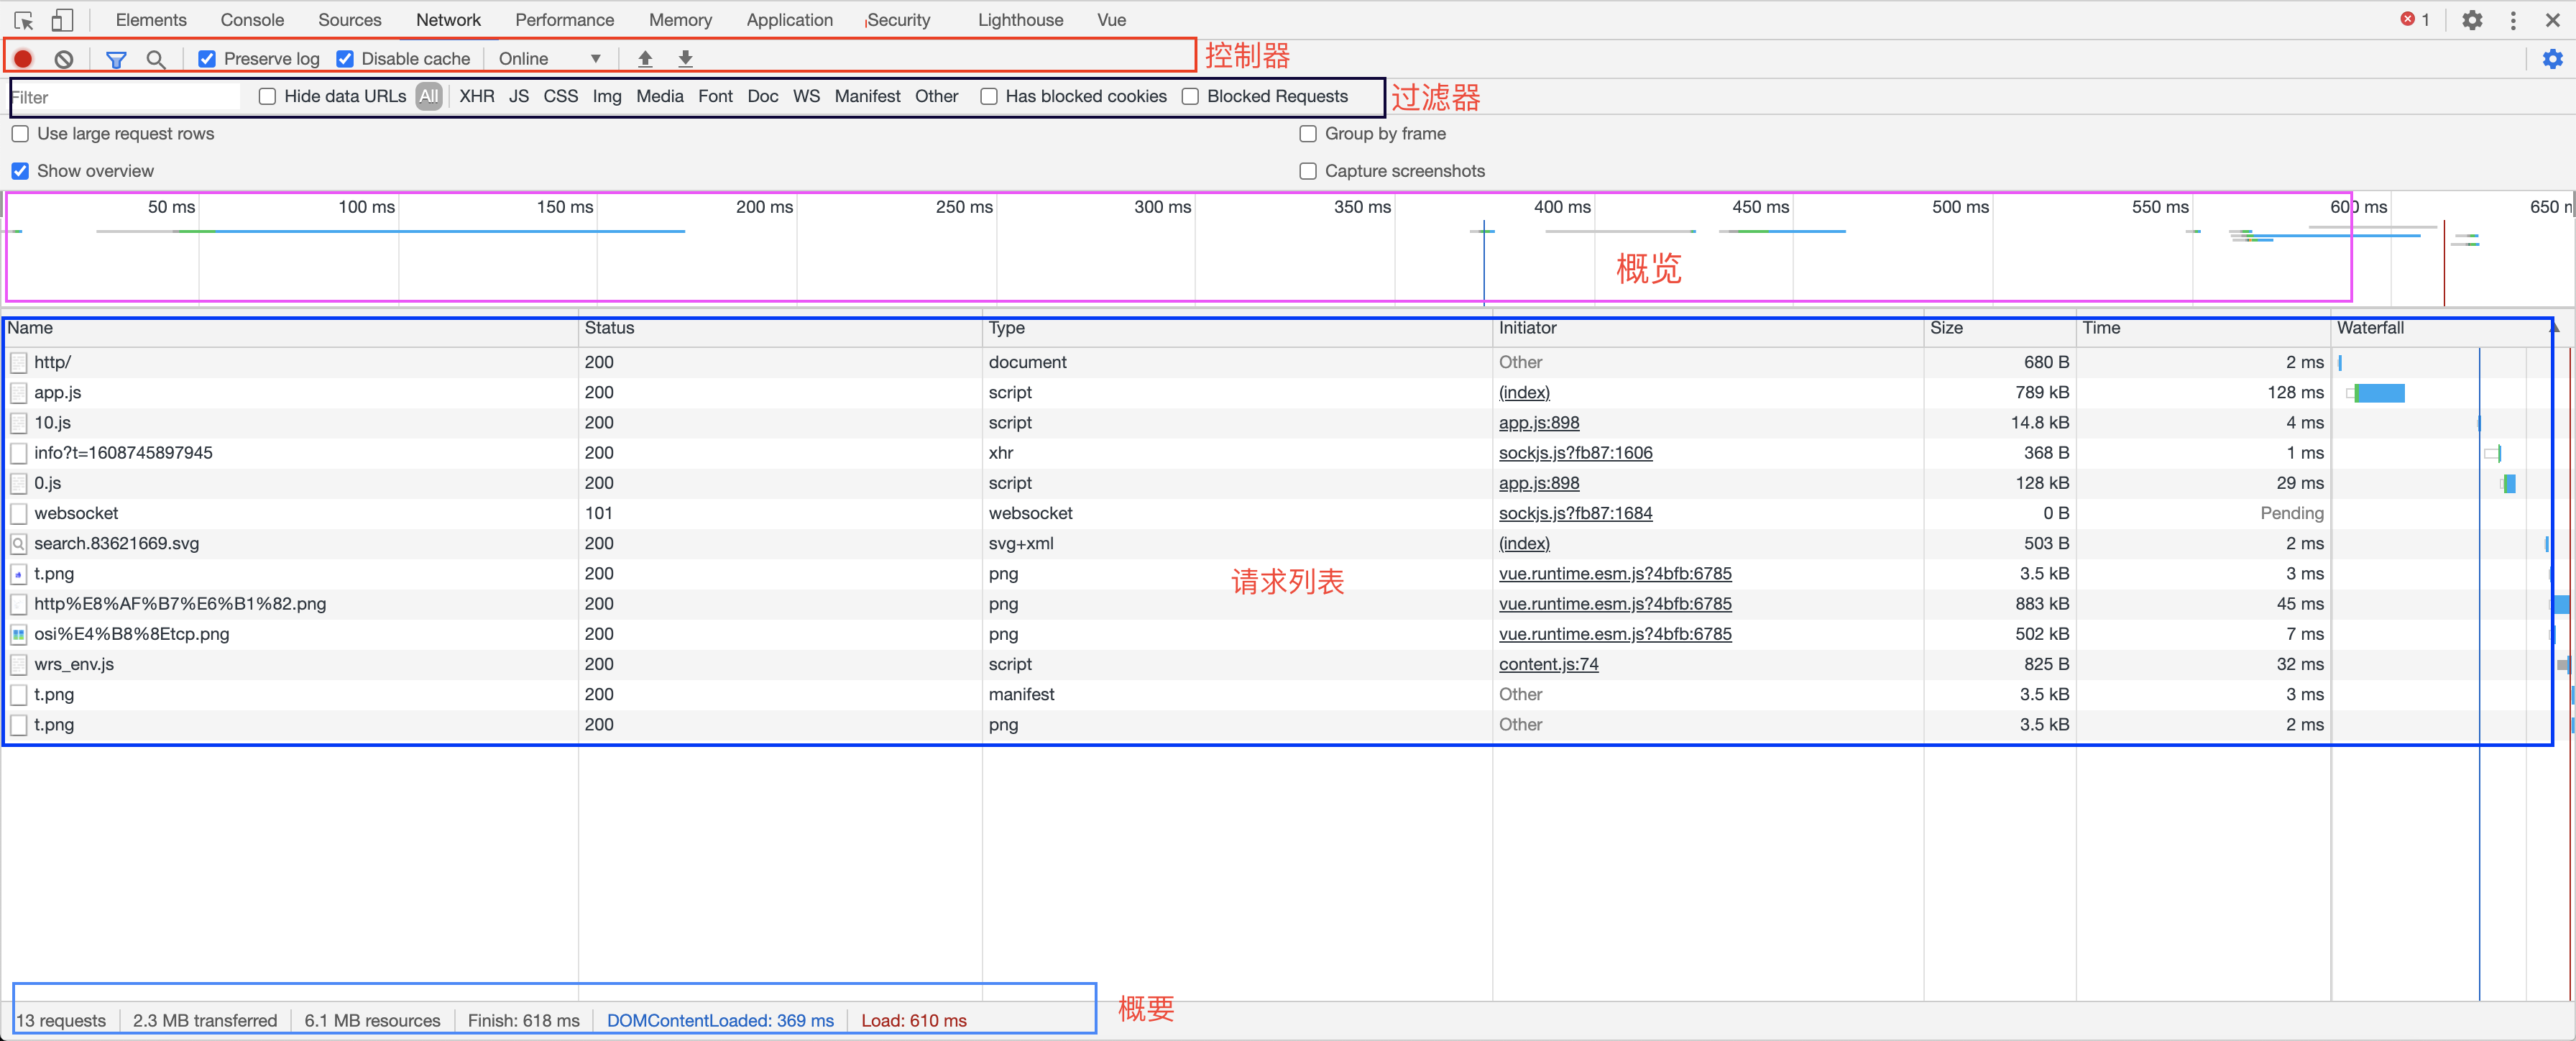 Elements Console Sources Network Performance Memory Application Security Lighthouse Vue 1
Preserve log Disable cache Online 控制器
Filter Hide data URLs All XHR JS CSS Img Media Font Doc WS Manifest Other Has blocked cookies Blocked Requests 过滤器
Use large request rows Group by frame
Show overview Capture screenshots
50 ms 100 ms 150 ms 200 ms 250 ms 300 ms 350 ms 400 ms 450 ms 500 ms 550 ms 600 ms 650 m
概览
Name Status Type Initiator Size Time Waterfall
http/ 200 document Other 680 B 2 ms
app.js 200 script (index) 789 kB 128 ms
10.js 200 script app.js:898 14.8 kB 4 ms
info?t=1608745897945 200 xhr sockjs.js?fb87:1606 368 B 1 ms
0.js 200 script app.js:898 128 kB 29 ms
websocket 101 websocket sockjs.js?fb87:1684 0 B Pending
search.83621669.svg 200 svg+xml (index) 503 B 2 ms
t.png 200 png vue.runtime.esm.js?4bfb:6785 3.5 kB 3 ms
请求列表
http%E8%AF%B7%E6%B1%82.png 200 png vue.runtime.esm.js?4bfb:6785 883 kB 45 ms
osi%E4%B8%8Etcp.png 200 png vue.runtime.esm.js?4bfb:6785 502 kB 7 ms
wrs_env.js 200 script content.js:74 825 B 32 ms
t.png 200 manifest Other 3.5 kB 3 ms
t.png 200 png Other 3.5 kB 2 ms
13 requests 2.3 MB transferred 6.1 MB resources Finish: 618 ms DOMContentLoaded: 369 ms Load: 610 ms 概要